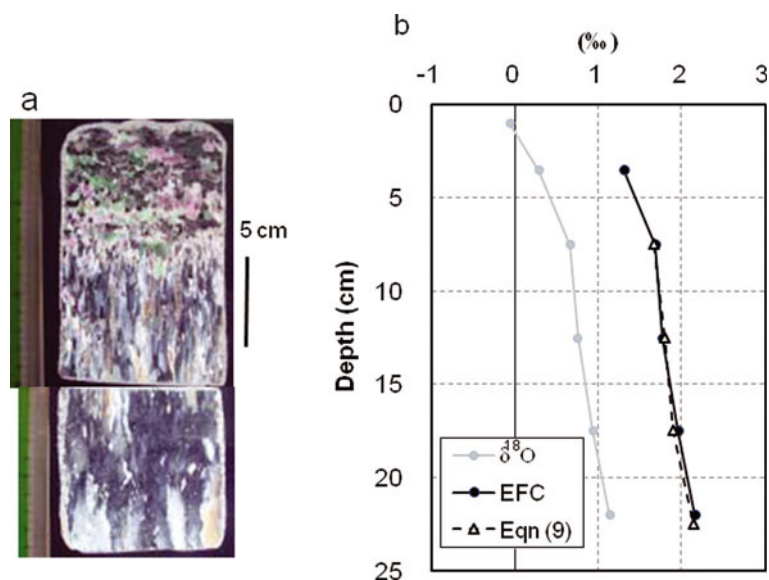 a
5 cm
b
(‰)
-1 0 1 2 3
0
5
10
15
20
25
Depth (cm)
δ¹⁸O
EFC
Eqn (9)